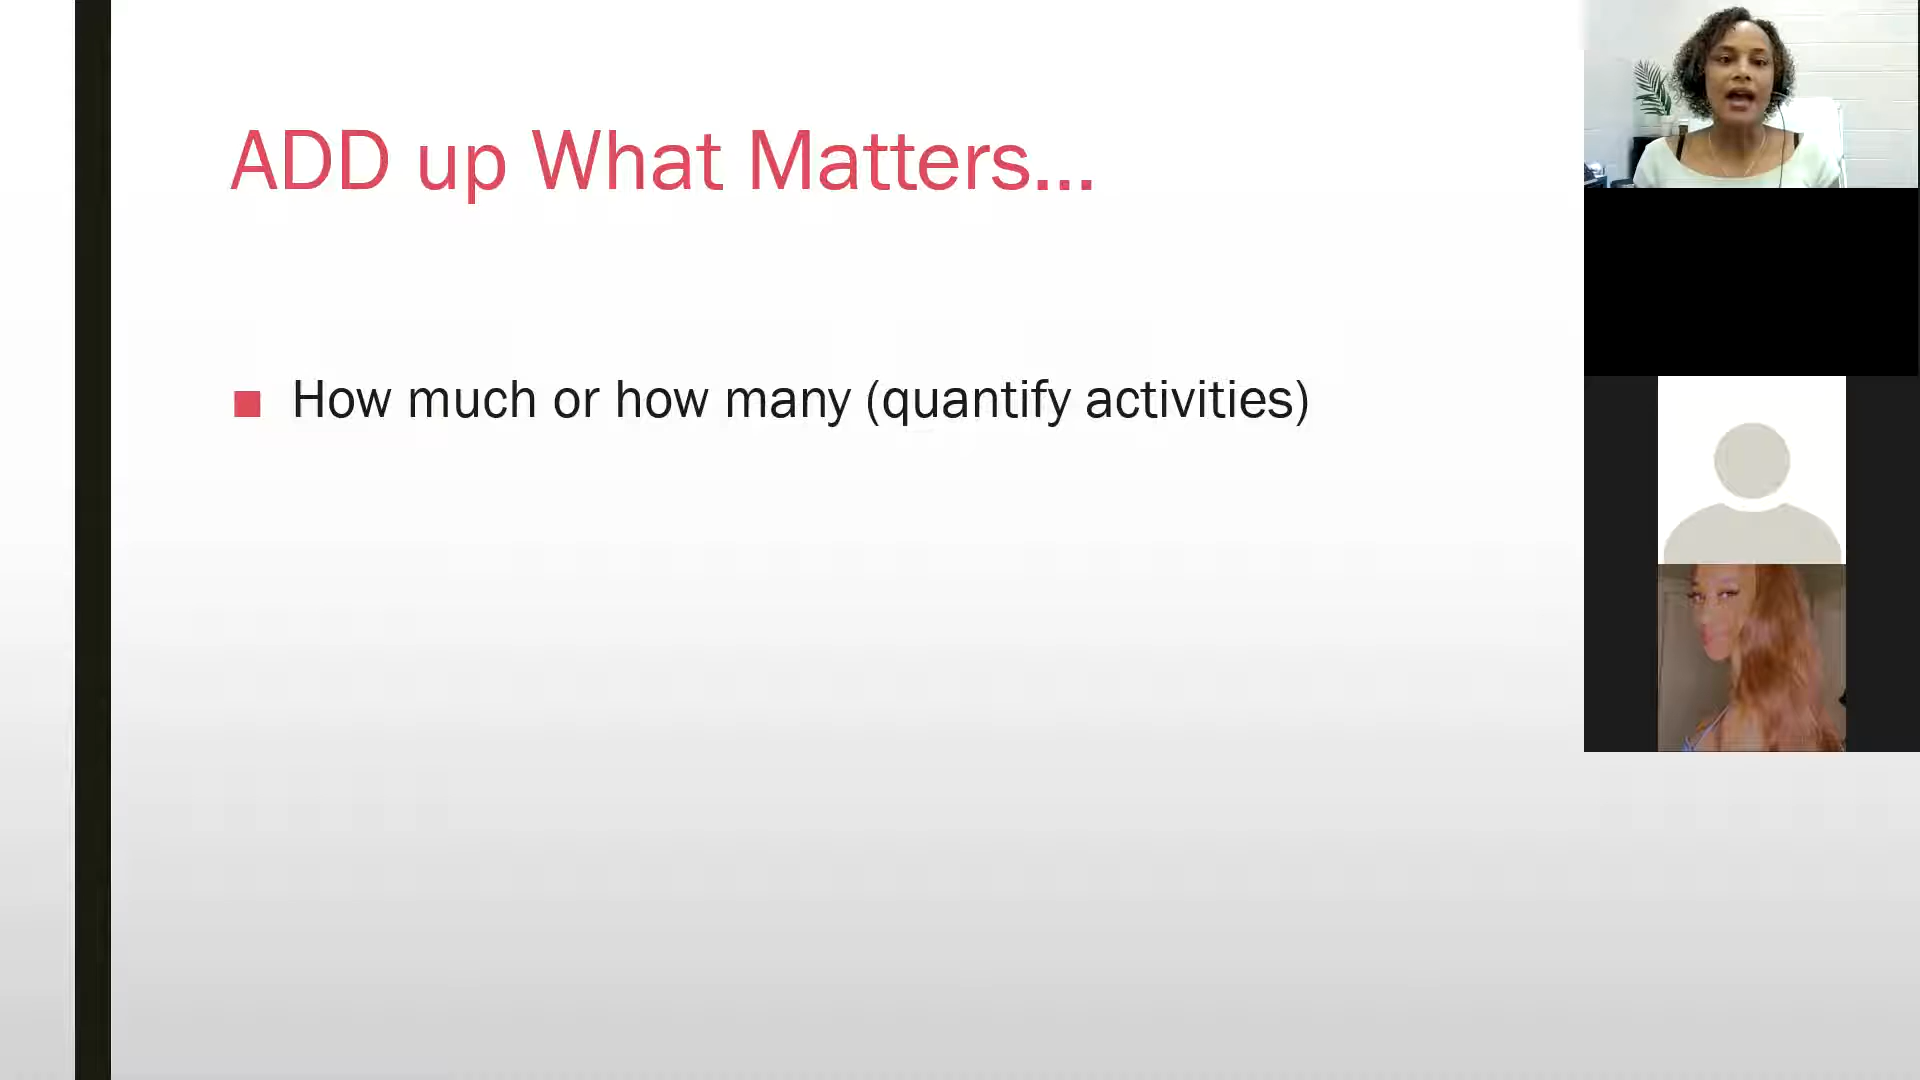 ADD up What Matters...
How much or how many (quantify activities)